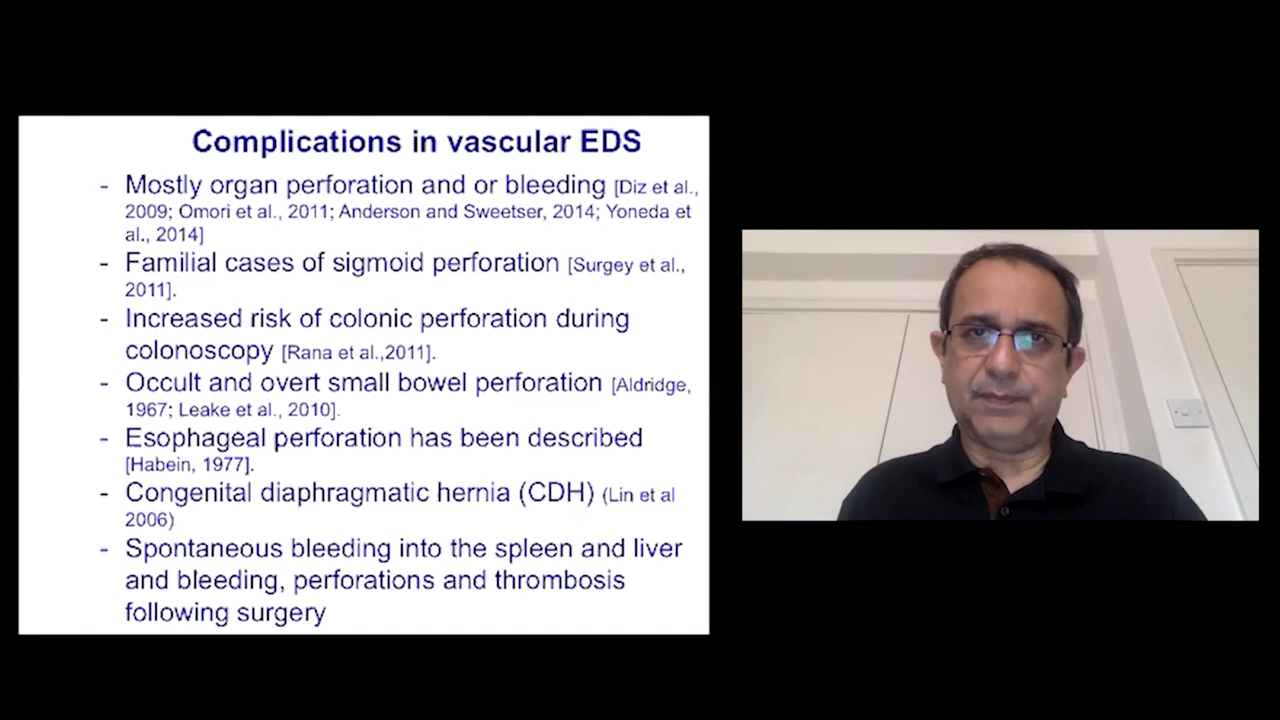 Complications in vascular EDS
- Mostly organ perforation and or bleeding [Diz et al.,
2009; Omori et al., 2011; Anderson and Sweetser, 2014; Yoneda et
al., 2014]
- Familial cases of sigmoid perforation [Surgey et al.,
2011].
- Increased risk of colonic perforation during
colonoscopy [Rana et al.,2011].
- Occult and overt small bowel perforation [Aldridge,
1967; Leake et al., 2010].
- Esophageal perforation has been described
[Habein, 1977].
- Congenital diaphragmatic hernia (CDH) (Lin et al
2006)
- Spontaneous bleeding into the spleen and liver
and bleeding, perforations and thrombosis
following surgery